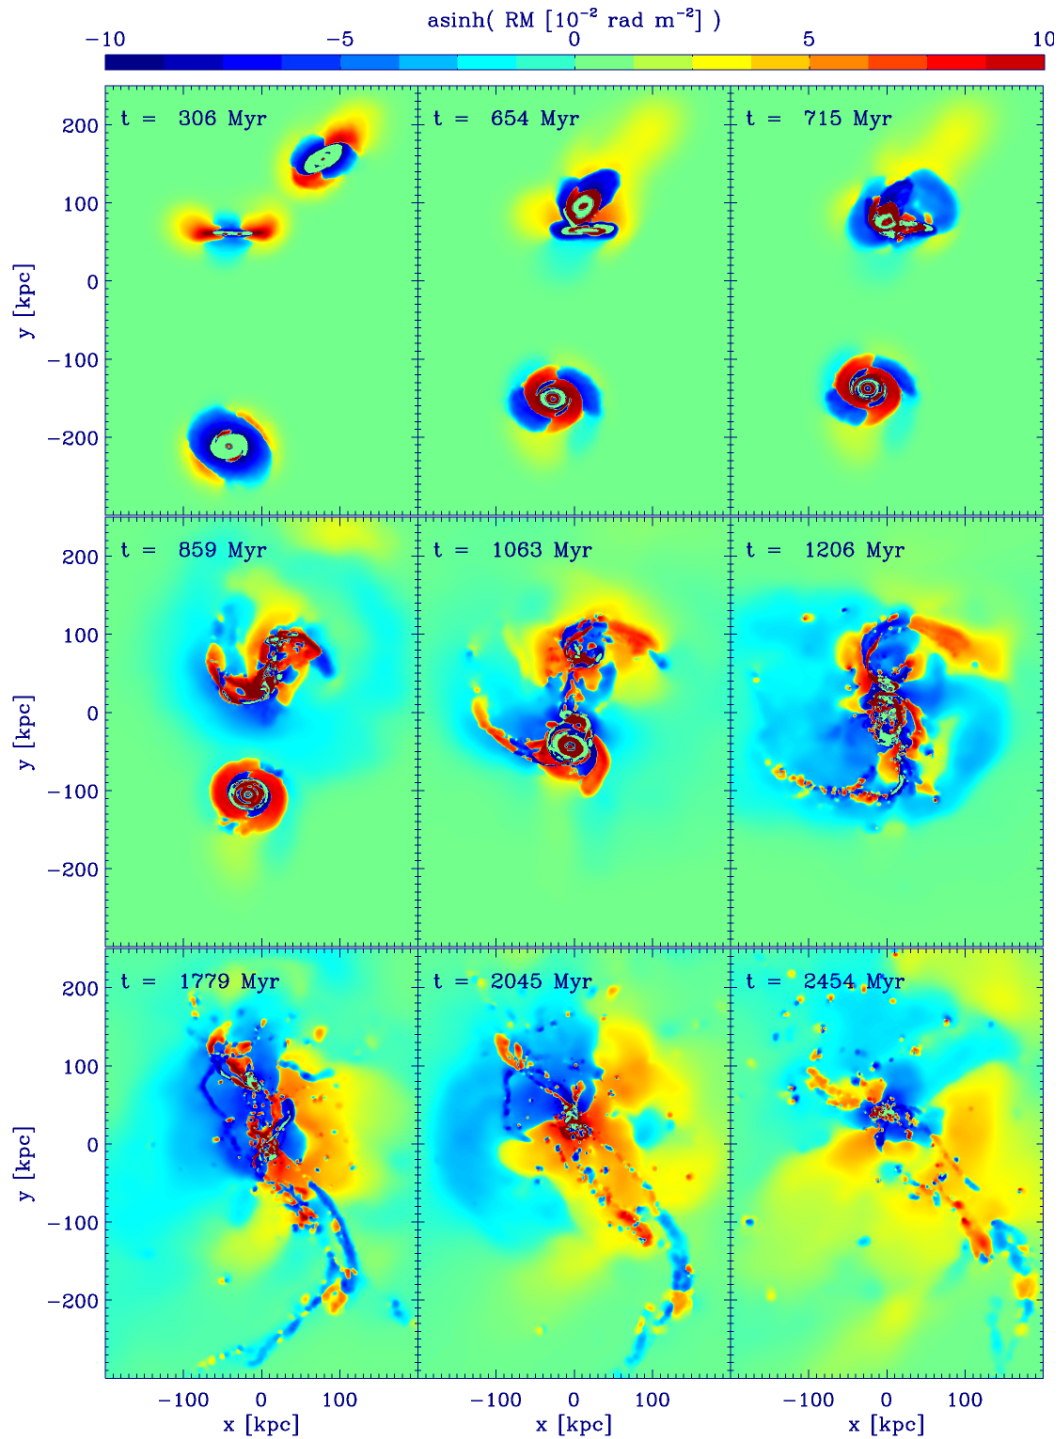 asinh( RM [10⁻² rad m⁻²] )
−10 −5 0 5 10
t = 306 Myr t = 654 Myr t = 715 Myr
200
100
0
−100
−200
y [kpc]
t = 859 Myr t = 1063 Myr t = 1206 Myr
200
100
0
−100
−200
y [kpc]
t = 1779 Myr t = 2045 Myr t = 2454 Myr
200
100
0
−100
−200
y [kpc]
−100 0 100 −100 0 100 −100 0 100
x [kpc] x [kpc] x [kpc]